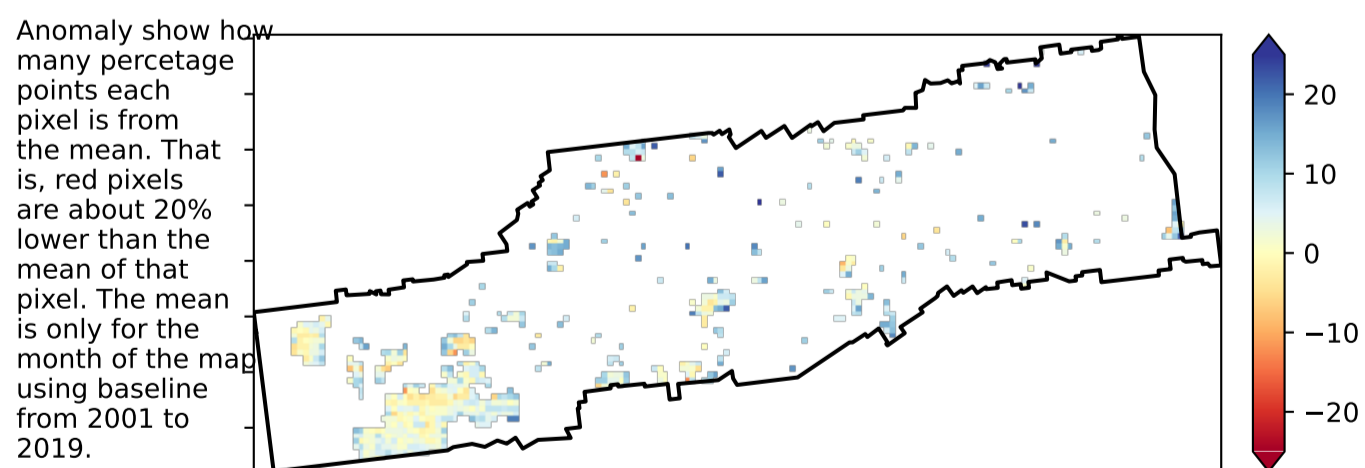 Anomaly show how
many percetage
points each
pixel is from
the mean. That
is, red pixels
are about 20%
lower than the
mean of that
pixel. The mean
is only for the
month of the map
using baseline
from 2001 to
2019.
20
10
0
−10
−20